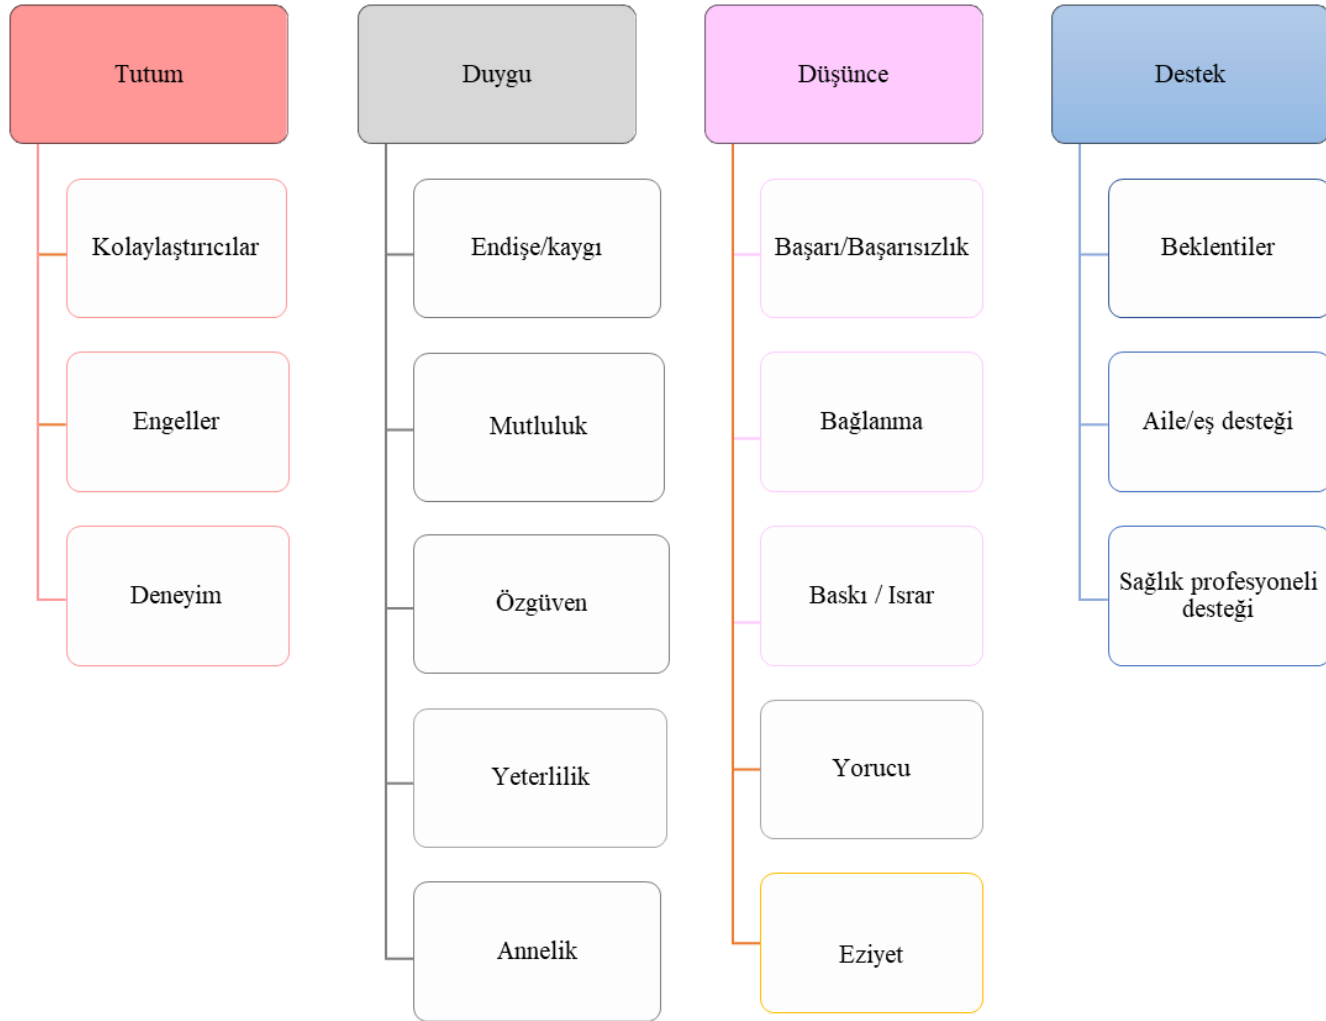 Tutum
Kolaylaştırıcılar
Engeller
Deneyim
Duygu
Endişe/kaygı
Mutluluk
Özgüven
Yeterlilik
Annelik
Düşünce
Başarı/Başarısızlık
Bağlanma
Baskı / Israr
Yorucu
Eziyet
Destek
Beklentiler
Aile/eş desteği
Sağlık profesyoneli
desteği